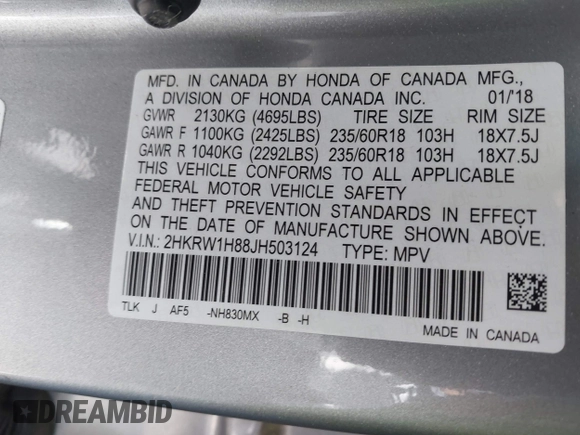 MFD. IN CANADA BY HONDA OF CANADA MFG.,
A DIVISION OF HONDA CANADA INC. 01/'18
GVWR 2130KG (4695LBS) TIRE SIZE RIM SIZE
GAWR F 1100KG (2425LBS) 235/60R18 103H 18X7.5J
GAWR R 1040KG (2292LBS) 235/60R18 103H 18X7.5J
THIS VEHICLE CONFORMS TO ALL APPLICABLE
FEDERAL MOTOR VEHICLE SAFETY
AND THEFT PREVENTION STANDARDS IN EFFECT
ON THE DATE OF MANUFACTURE SHOWN ABOVE.
V.I.N.: 2HKRW1H88JH503124 TYPE: MPV
TLK J AF5 -NH830MX -B -H
MADE IN CANADA
DREAMBID